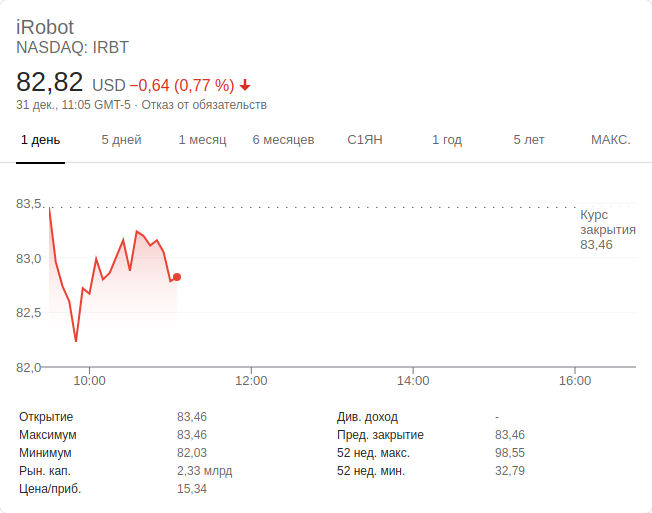 iRobot
NASDAQ: IRBT
82,82 USD −0,64 (0,77 %)
31 дек., 11:05 GMT-5 · Отказ от обязательств
1 день 5 дней 1 месяц 6 месяцев С1ЯН 1 год 5 лет МАКС.
83,5
Курс
закрытия
83,46
83,0
82,5
82,0
10:00 12:00 14:00 16:00
Открытие 83,46 Див. доход -
Максимум 83,46 Пред. закрытие 83,46
Минимум 82,03 52 нед. макс. 98,55
Рын. кап. 2,33 млрд 52 нед. мин. 32,79
Цена/приб. 15,34